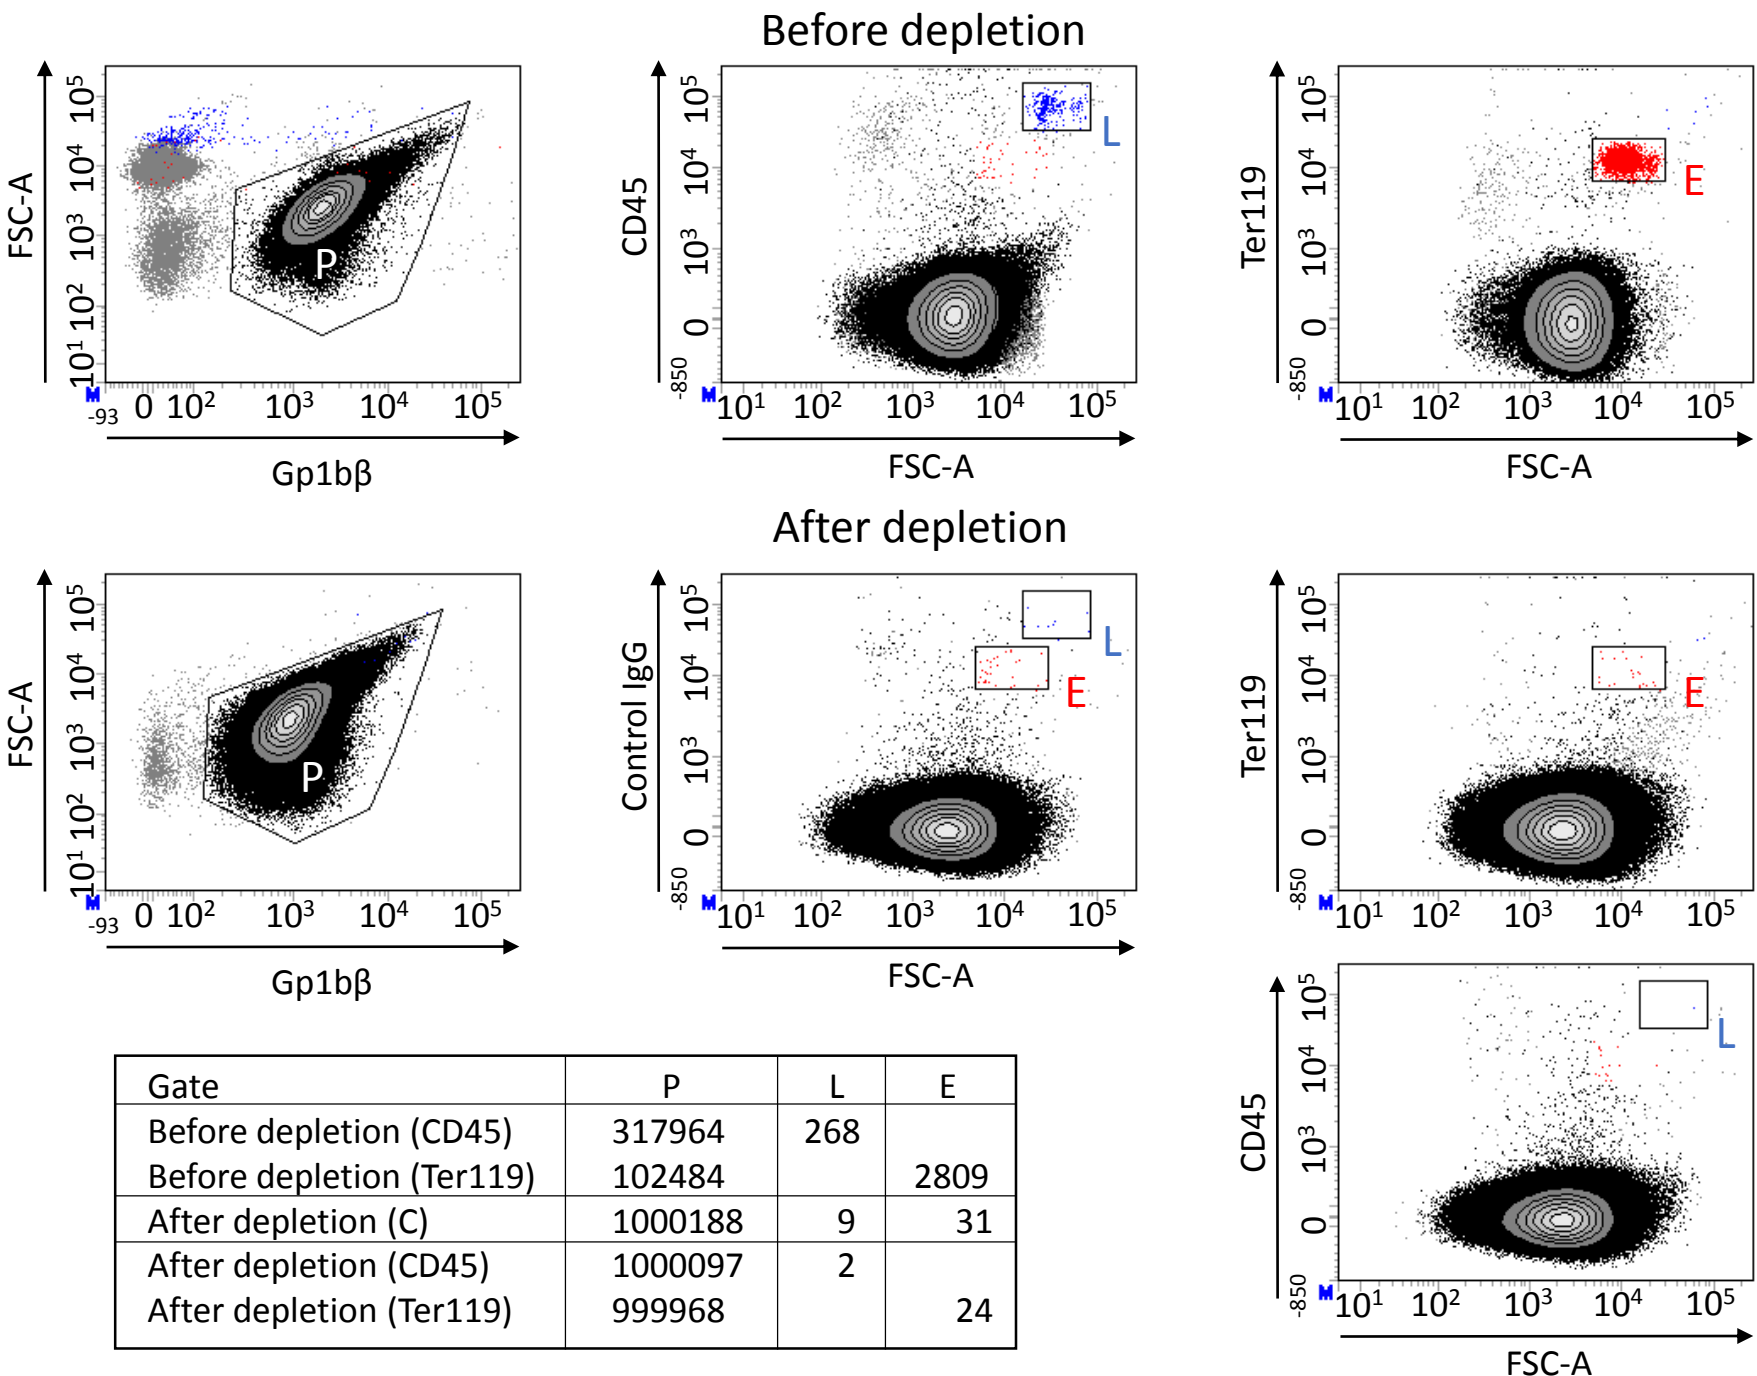 Before depletion
FSC-A
10⁵
10⁴
10³
10²
10¹
P
-93 0 10² 10³ 10⁴ 10⁵
Gp1bβ
CD45
10⁵
10⁴
10³
0
-850
L
10¹ 10² 10³ 10⁴ 10⁵
FSC-A
Ter119
10⁵
10⁴
10³
0
-850
E
10¹ 10² 10³ 10⁴ 10⁵
FSC-A
After depletion
FSC-A
10⁵
10⁴
10³
10²
10¹
P
-93 0 10² 10³ 10⁴ 10⁵
Gp1bβ
Control IgG
10⁵
10⁴
10³
0
-850
L
E
10¹ 10² 10³ 10⁴ 10⁵
FSC-A
Ter119
10⁵
10⁴
10³
0
-850
E
10¹ 10² 10³ 10⁴ 10⁵
CD45
10⁵
10⁴
10³
0
-850
L
10¹ 10² 10³ 10⁴ 10⁵
FSC-A
Gate P L E
Before depletion (CD45) 317964 268
Before depletion (Ter119) 102484 2809
After depletion (C) 1000188 9 31
After depletion (CD45) 1000097 2
After depletion (Ter119) 999968 24